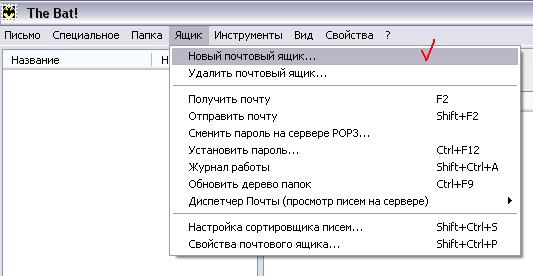 The Bat!
Письмо Специальное Папка Ящик Инструменты Вид Свойства ?
Название Н
Новый почтовый ящик...
Удалить почтовый ящик...
Получить почту F2
Отправить почту Shift+F2
Сменить пароль на сервере POP3...
Установить пароль... Ctrl+F12
Журнал работы Shift+Ctrl+A
Обновить дерево папок Ctrl+F9
Диспетчер Почты (просмотр писем на сервере)
Настройка сортировщика писем... Shift+Ctrl+S
Свойства почтового ящика... Shift+Ctrl+P